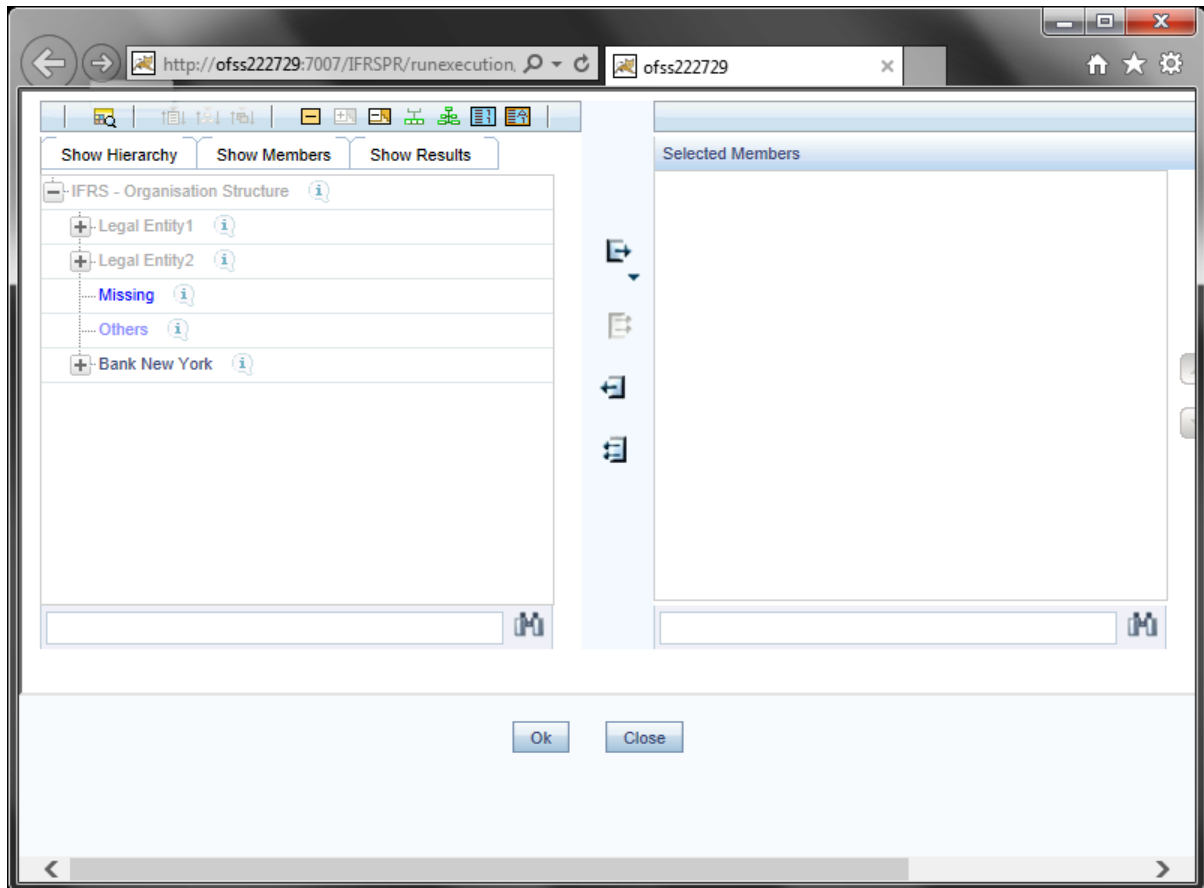 http://ofss222729:7007/IFRSPR/runexecution, ofss222729
Show Hierarchy Show Members Show Results
Selected Members
IFRS - Organisation Structure
Legal Entity1
Legal Entity2
Missing
Others
Bank New York
Ok Close